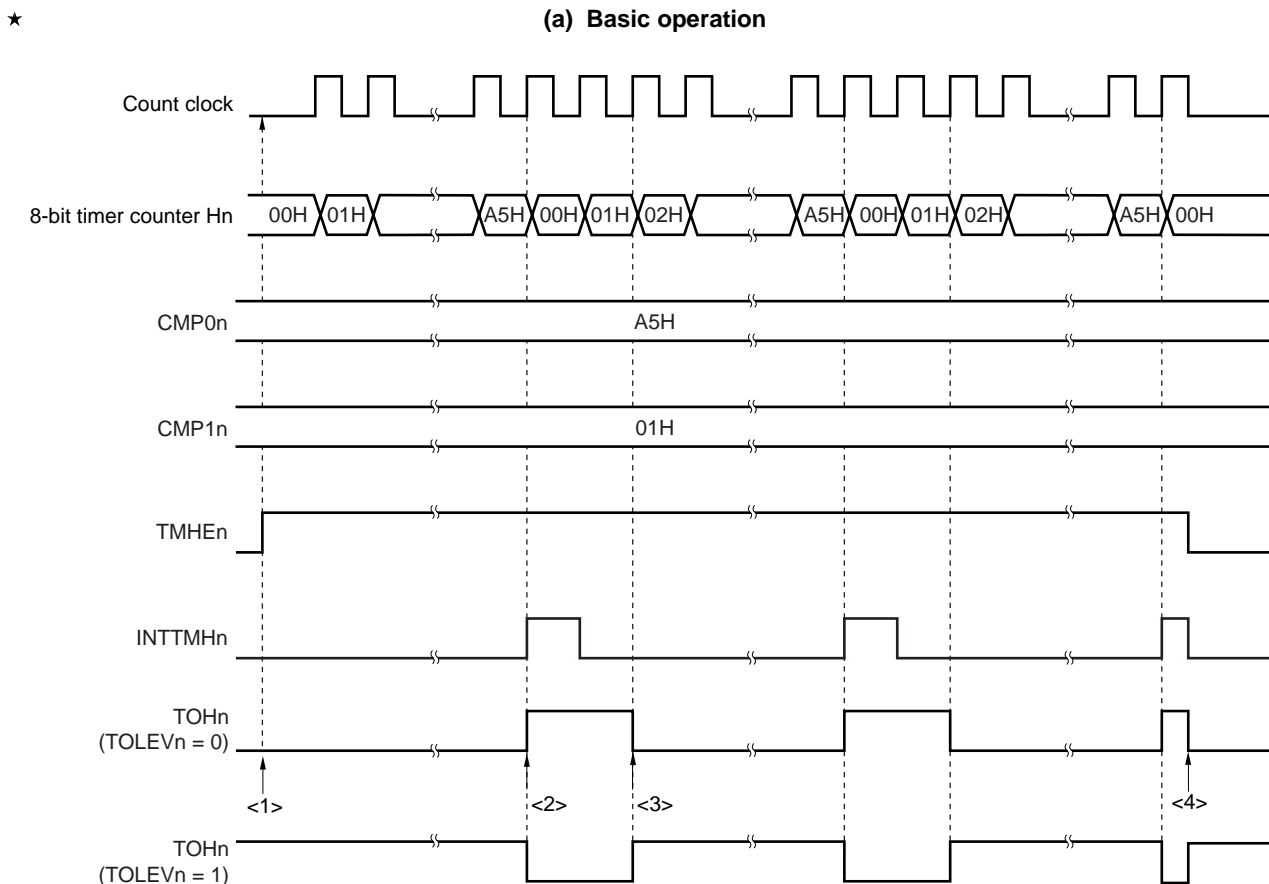 ★ (a) Basic operation
Count clock
8-bit timer counter Hn 00H 01H A5H 00H 01H 02H A5H 00H 01H 02H A5H 00H
CMP0n A5H
CMP1n 01H
TMHEn
INTTMHn
TOHn
(TOLEVn = 0)
<1> <2> <3> <4>
TOHn
(TOLEVn = 1)